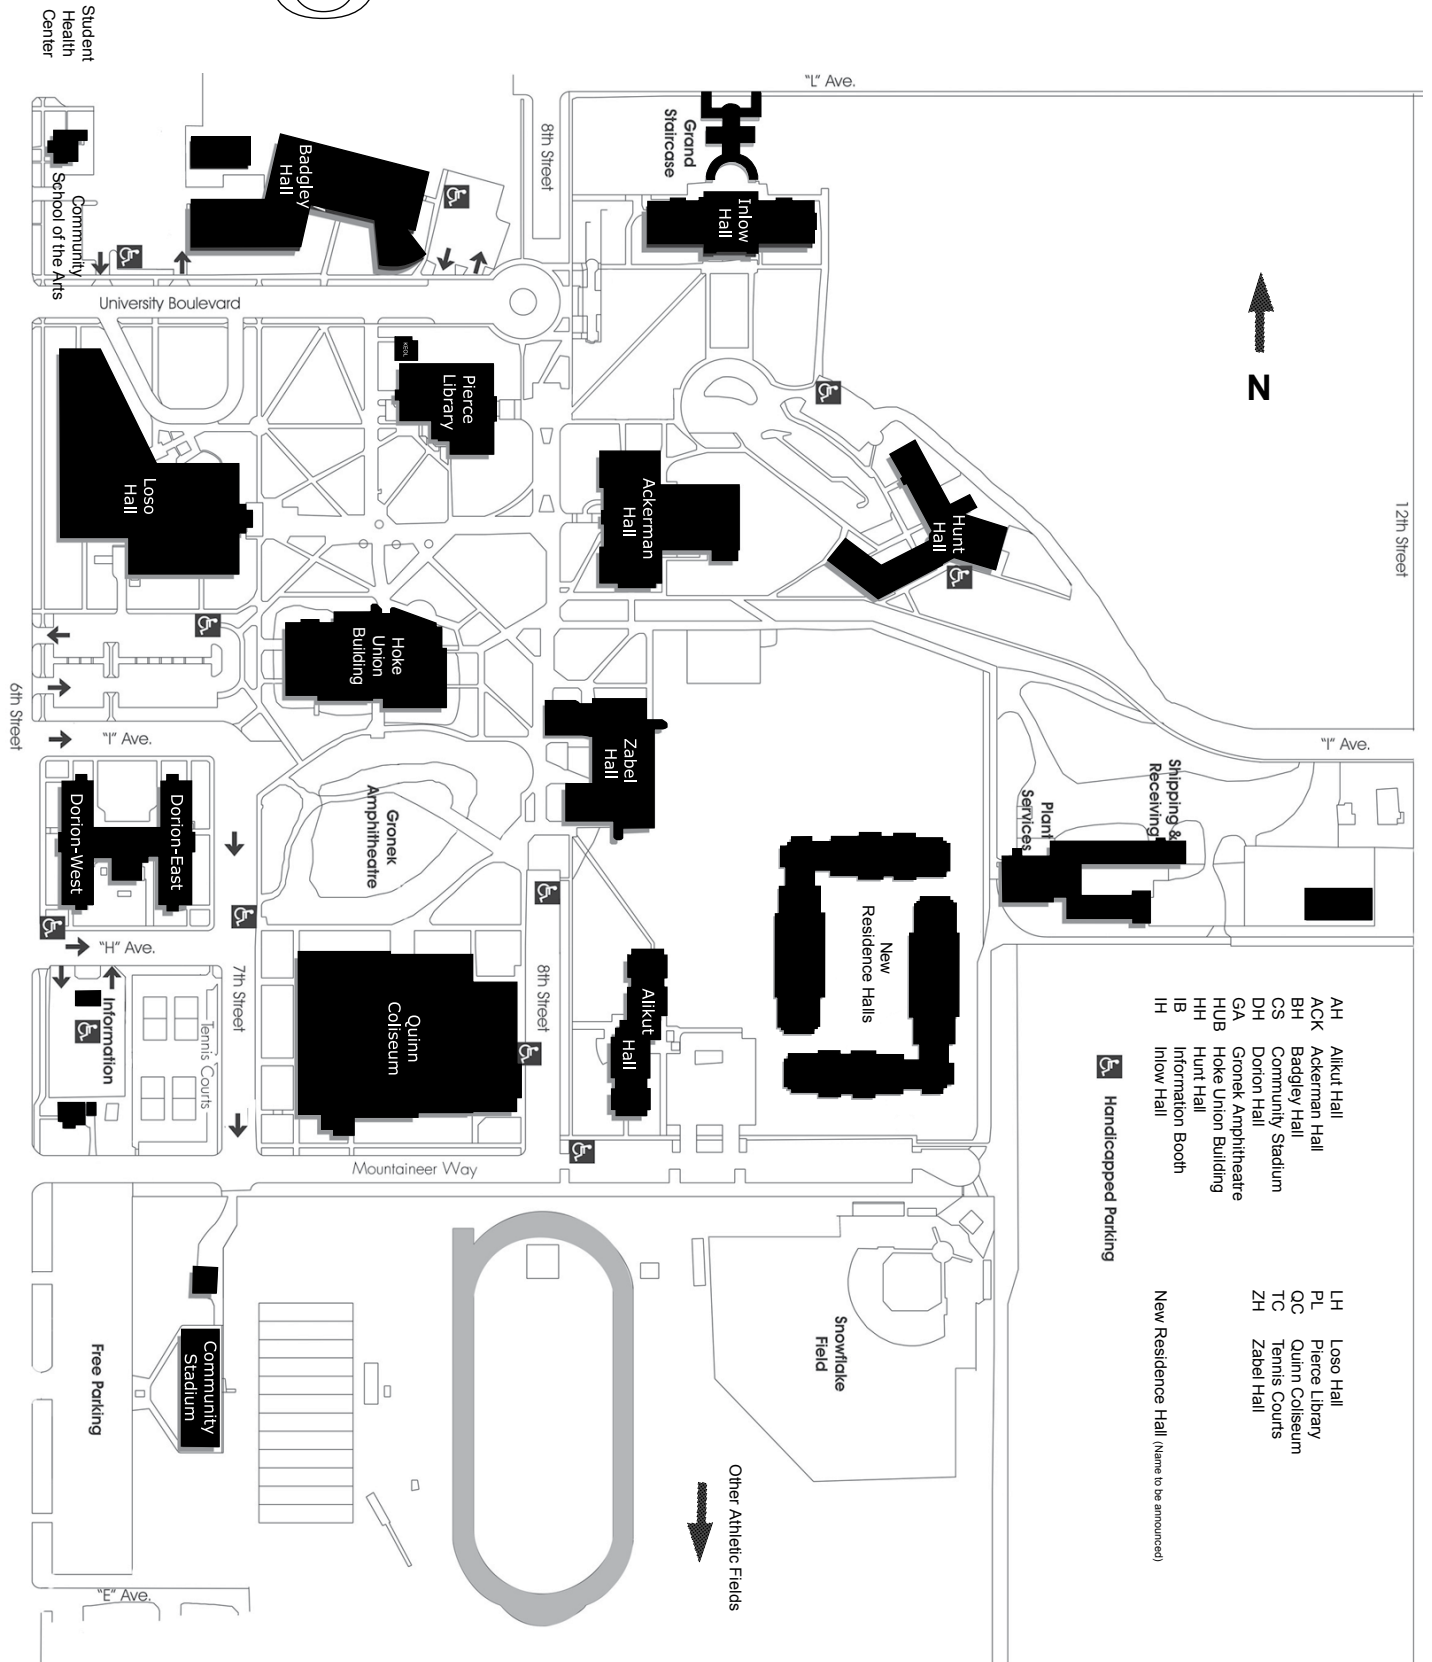 Student
Health
Center
"L" Ave.
Grand
Staircase
8th Street
Badgley
Hall
Inlow
Hall
Community
School of the Arts
University Boulevard
KEOL
Pierce
Library
N
Loso
Hall
Ackerman
Hall
Hunt
Hall
12th Street
Hoke
Union
Building
6th Street
"I" Ave.
Zabel
Hall
"I" Ave.
Shipping &
Receiving
Plant
Services
Dorion-West
Dorion-East
Gronek
Amphitheatre
New
Residence Halls
"H" Ave.
7th Street
8th Street
Information
Tennis Courts
Quinn
Coliseum
Alikut
Hall
Mountaineer Way
AH Alikut Hall
ACK Ackerman Hall
BH Badgley Hall
CS Community Stadium
DH Dorion Hall
GA Gronek Amphitheatre
HUB Hoke Union Building
HH Hunt Hall
IB Information Booth
IH Inlow Hall
LH Loso Hall
PL Pierce Library
QC Quinn Coliseum
TC Tennis Courts
ZH Zabel Hall
New Residence Hall (Name to be announced)
Handicapped Parking
Snowflake
Field
Community
Stadium
Free Parking
Other Athletic Fields
"E" Ave.